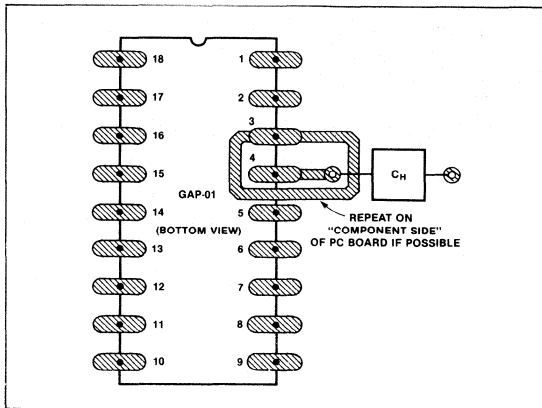 18 1
17 2
16 3
15 4
GAP-01
14 5
(BOTTOM VIEW)
13 6
12 7
11 8
10 9
CH
REPEAT ON
"COMPONENT SIDE"
OF PC BOARD IF POSSIBLE